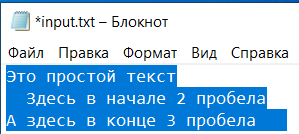 *input.txt – Блокнот
Файл Правка Формат Вид Справка
Это простой текст
  Здесь в начале 2 пробела
А здесь в конце 3 пробела